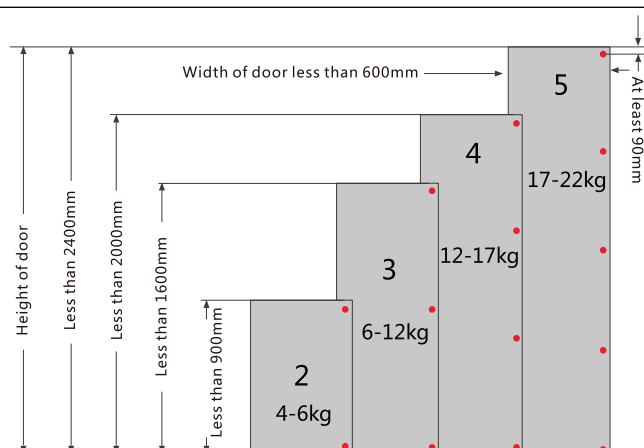 Width of door less than 600mm
At least 90mm
5
17-22kg
4
12-17kg
3
6-12kg
2
4-6kg
Height of door
Less than 2400mm
Less than 2000mm
Less than 1600mm
Less than 900mm